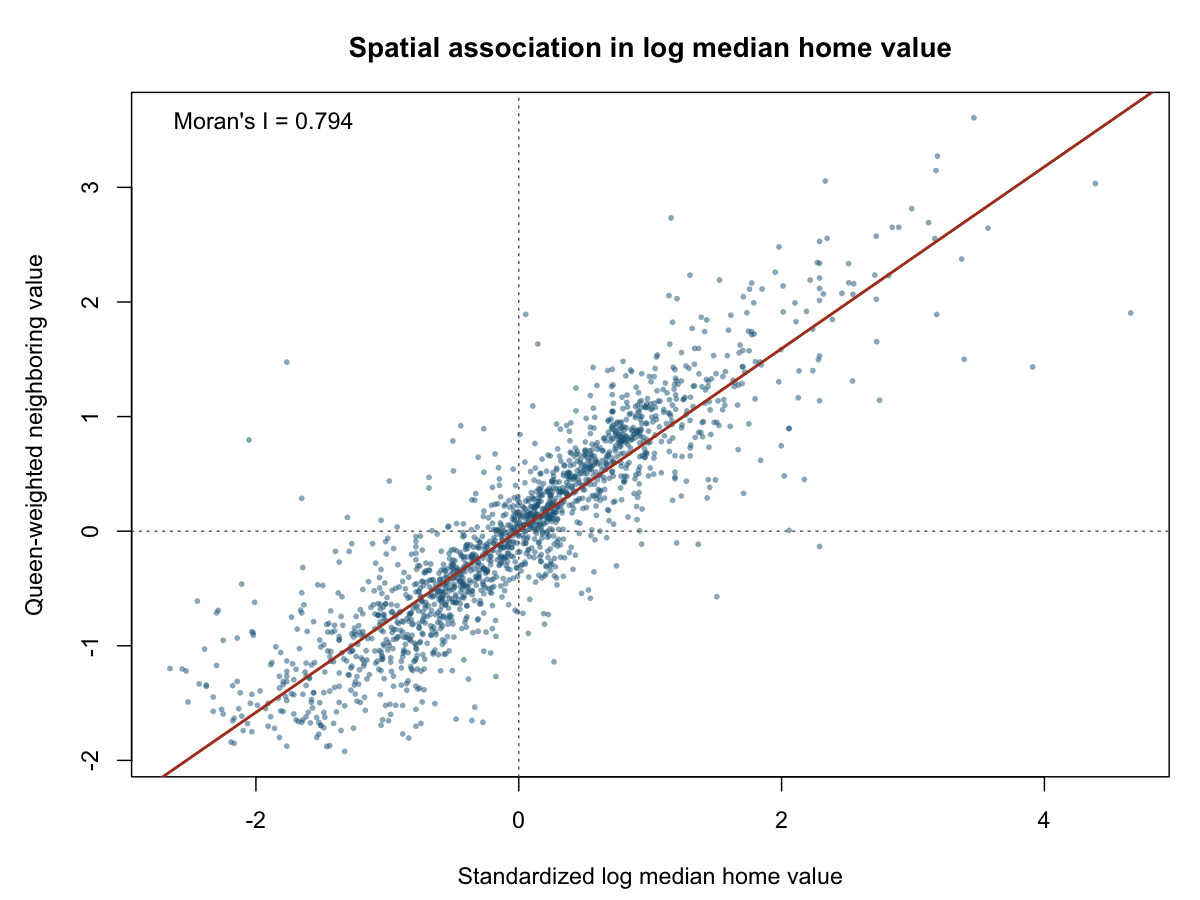 Spatial association in log median home value
Moran's I = 0.794
Queen-weighted neighboring value
3
2
1
0
-1
-2
-2 0 2 4
Standardized log median home value